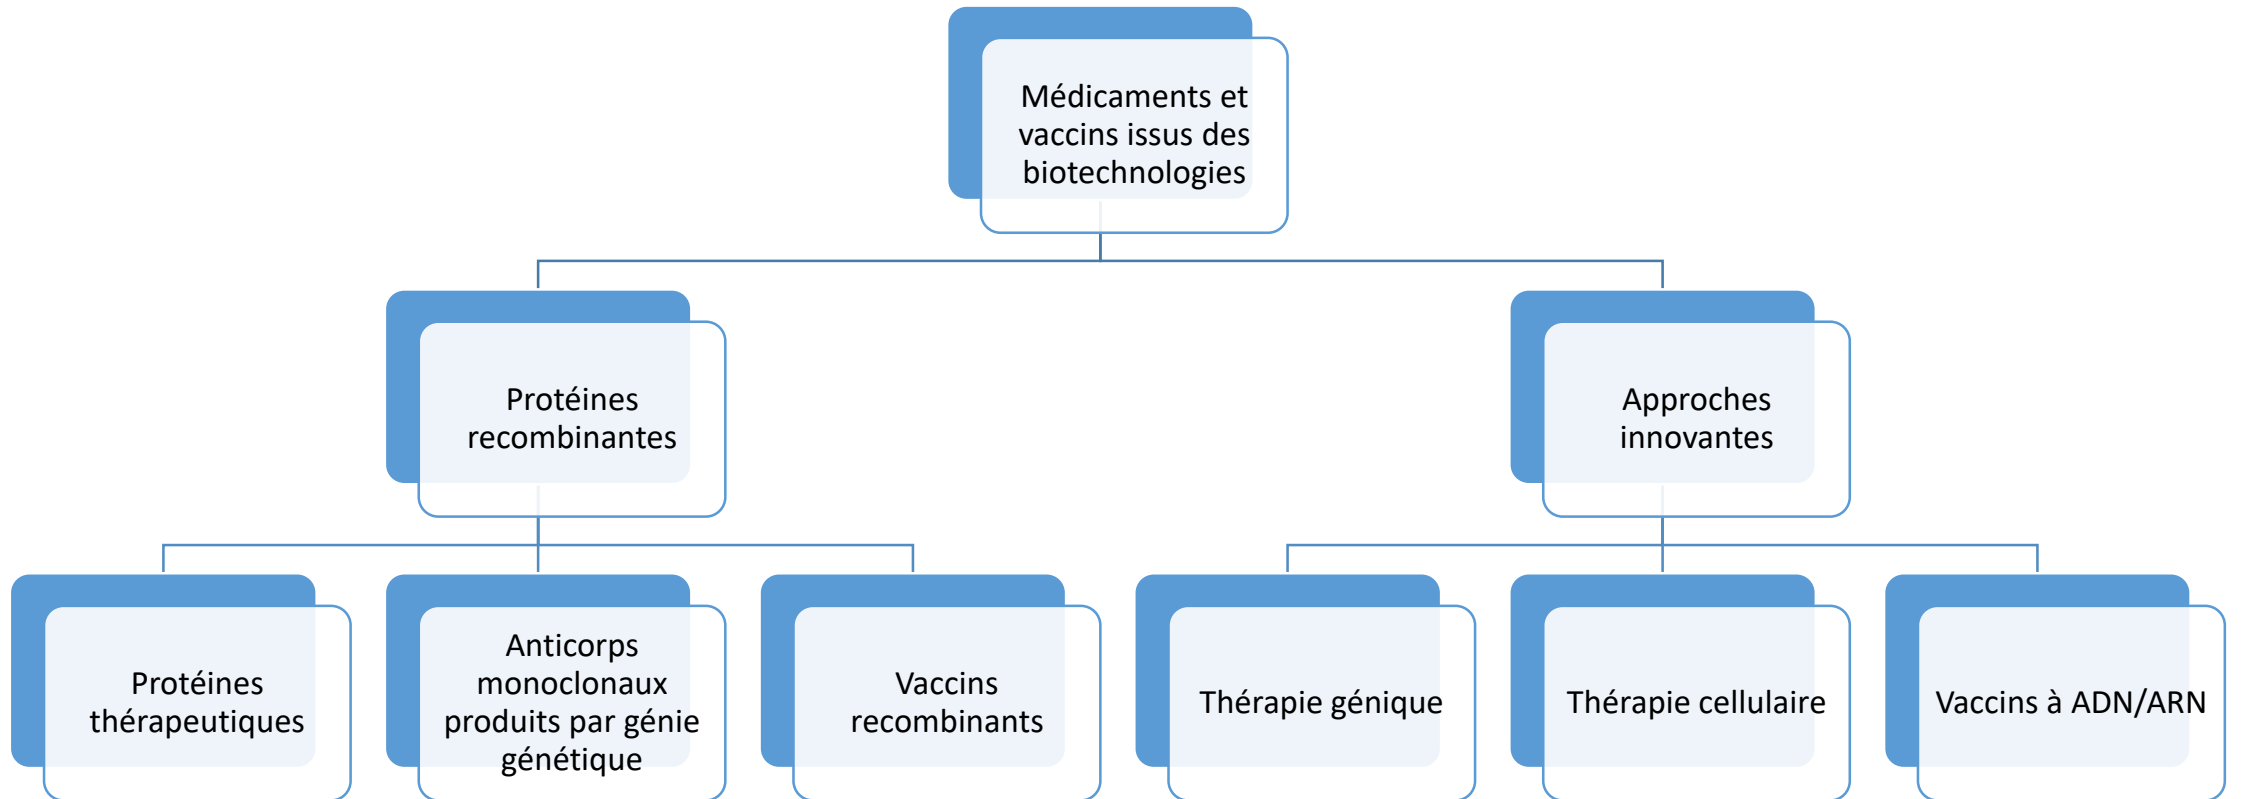 Médicaments et
vaccins issus des
biotechnologies
Protéines
recombinantes
Approches
innovantes
Protéines
thérapeutiques
Anticorps
monoclonaux
produits par génie
génétique
Vaccins
recombinants
Thérapie génique
Thérapie cellulaire
Vaccins à ADN/ARN